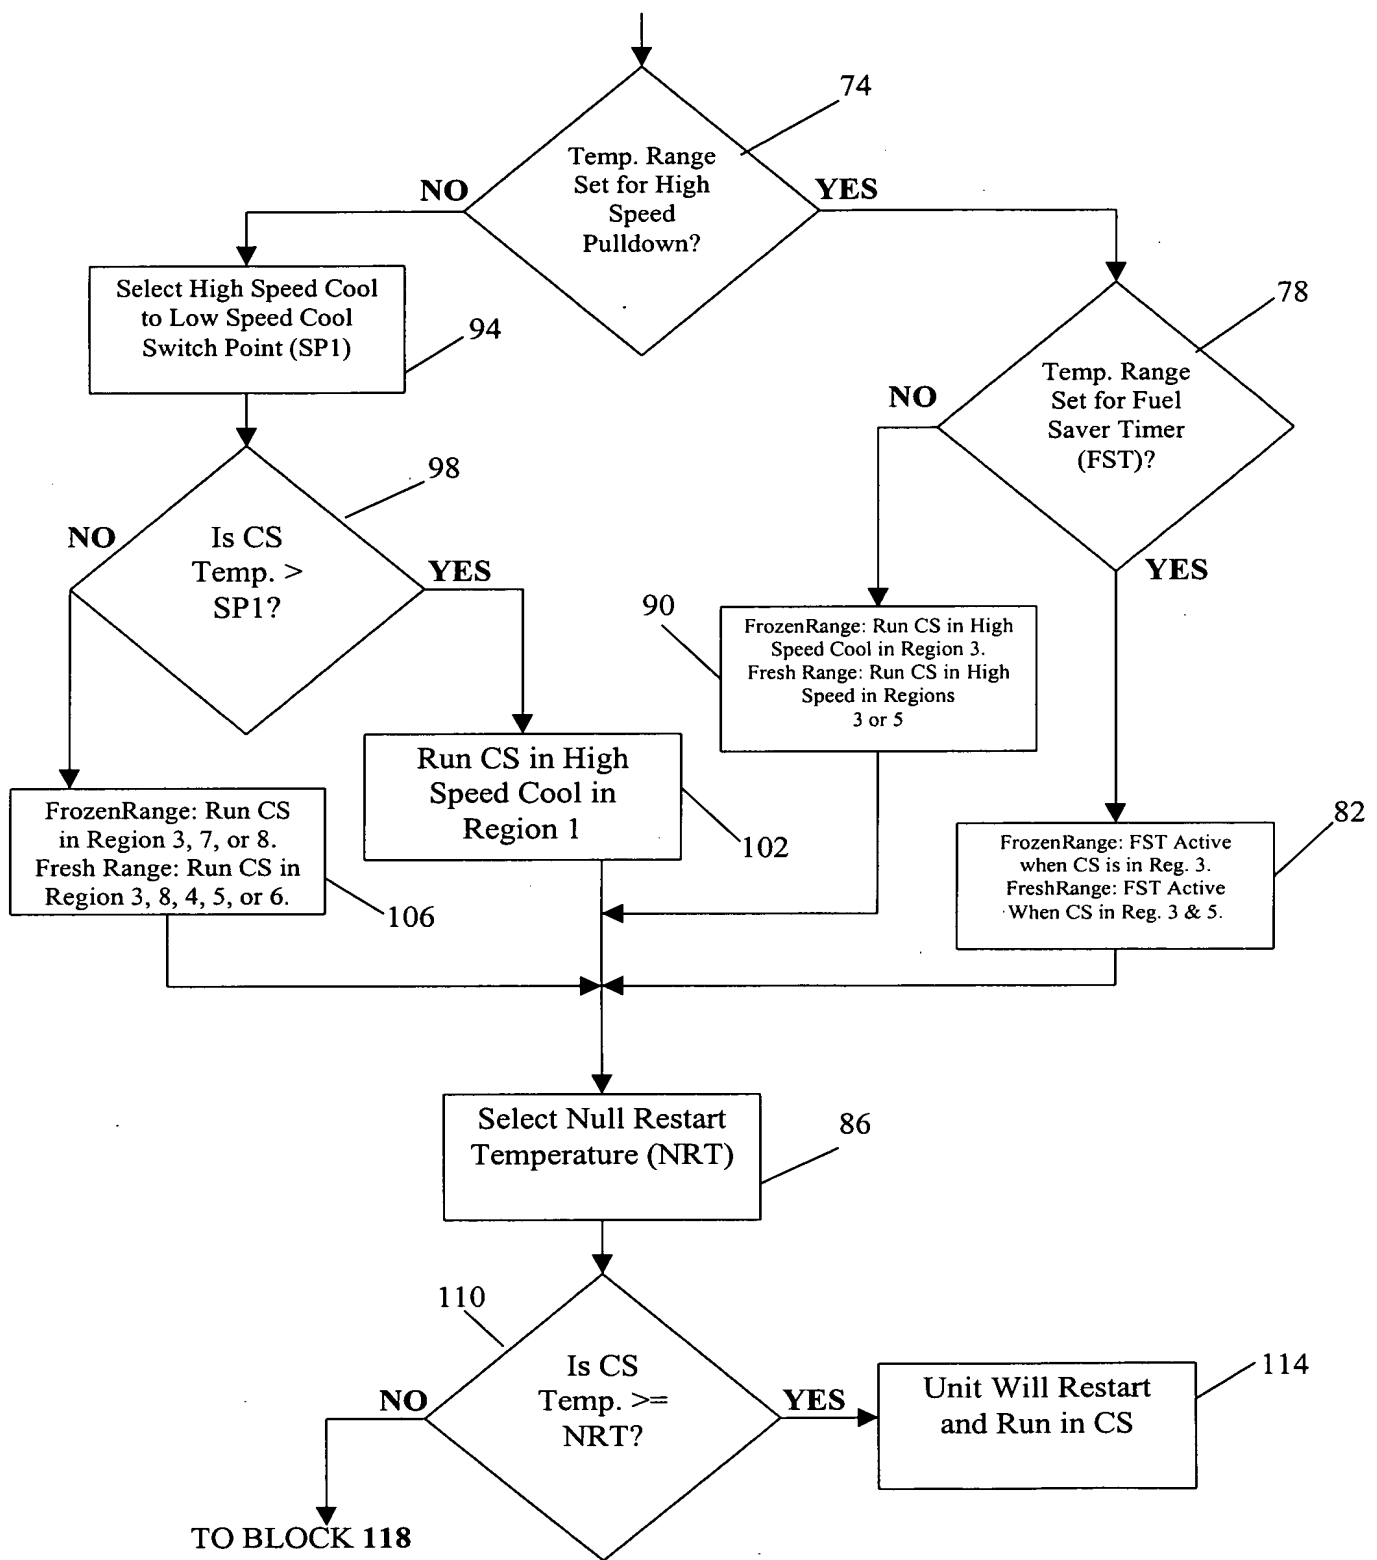 74
Temp. Range
Set for High
Speed
Pulldown?
NO
YES
Select High Speed Cool
to Low Speed Cool
Switch Point (SP1)
94
78
Temp. Range
Set for Fuel
Saver Timer
(FST)?
NO
YES
98
Is CS
Temp. >
SP1?
NO
YES
90
FrozenRange: Run CS in High
Speed Cool in Region 3.
Fresh Range: Run CS in High
Speed in Regions
3 or 5
Run CS in High
Speed Cool in
Region 1
102
FrozenRange: Run CS
in Region 3, 7, or 8.
Fresh Range: Run CS in
Region 3, 8, 4, 5, or 6.
106
82
FrozenRange: FST Active
when CS is in Reg. 3.
FreshRange: FST Active
When CS in Reg. 3 & 5.
Select Null Restart
Temperature (NRT)
86
110
Is CS
Temp. >=
NRT?
NO
YES
Unit Will Restart
and Run in CS
114
TO BLOCK 118